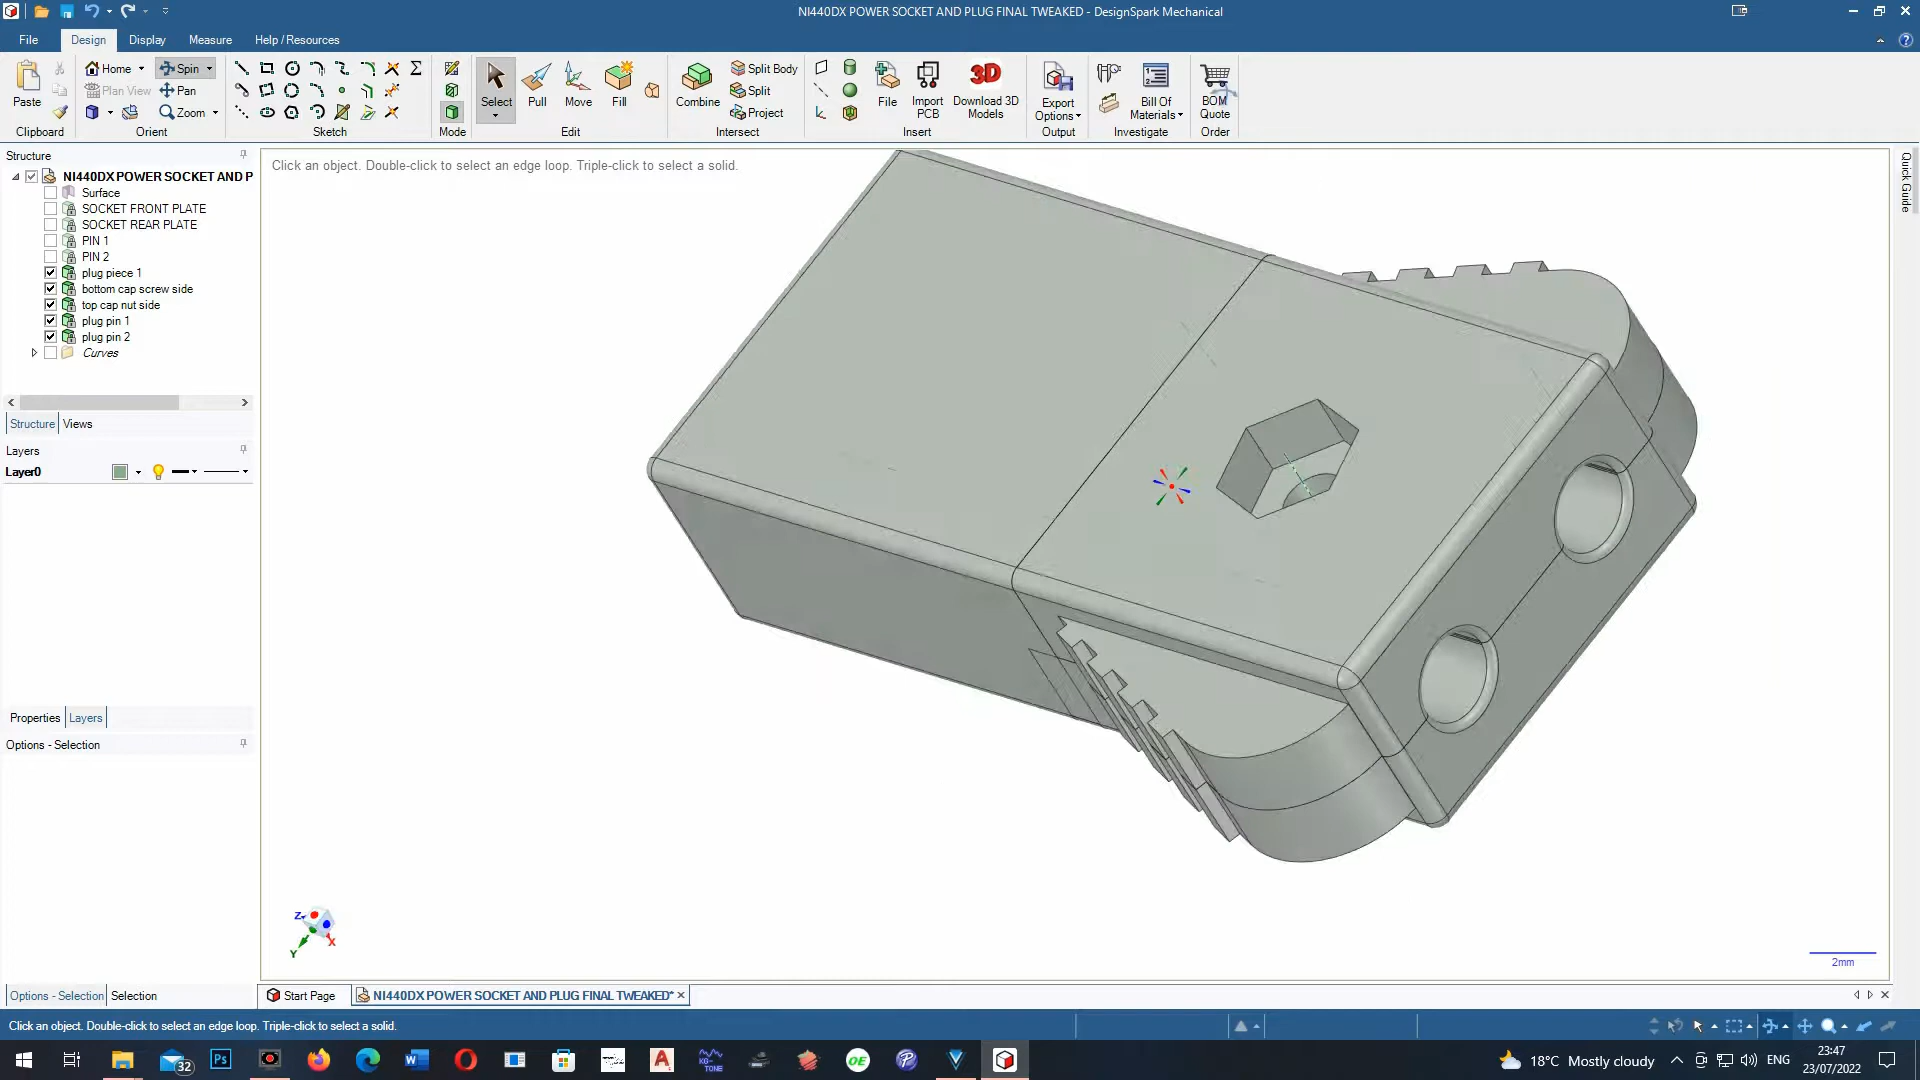 NI440DX POWER SOCKET AND PLUG FINAL TWEAKED - DesignSpark Mechanical
File
Design
Display
Measure
Help / Resources
Paste
Home
Spin
Plan View
Pan
Zoom
Select
Pull
Move
Fill
Combine
Split Body
Split
Project
File
Import PCB
Download 3D Models
3D
Export Options
Bill Of Materials
BOM Quote
Clipboard
Orient
Sketch
Mode
Edit
Intersect
Insert
Output
Investigate
Order
Structure
NI440DX POWER SOCKET AND P
Surface
SOCKET FRONT PLATE
SOCKET REAR PLATE
PIN 1
PIN 2
plug piece 1
bottom cap screw side
top cap nut side
plug pin 1
plug pin 2
Curves
Structure
Views
Layers
Layer0
Properties
Layers
Options - Selection
Options - Selection
Selection
Click an object. Double-click to select an edge loop. Triple-click to select a solid.
Quick Guide
Z
Y
X
2mm
Start Page
NI440DX POWER SOCKET AND PLUG FINAL TWEAKED*
Click an object. Double-click to select an edge loop. Triple-click to select a solid.
32
Ps
W
A
KG-TONE
OE
P
V
18°C Mostly cloudy
ENG
23:47
23/07/2022